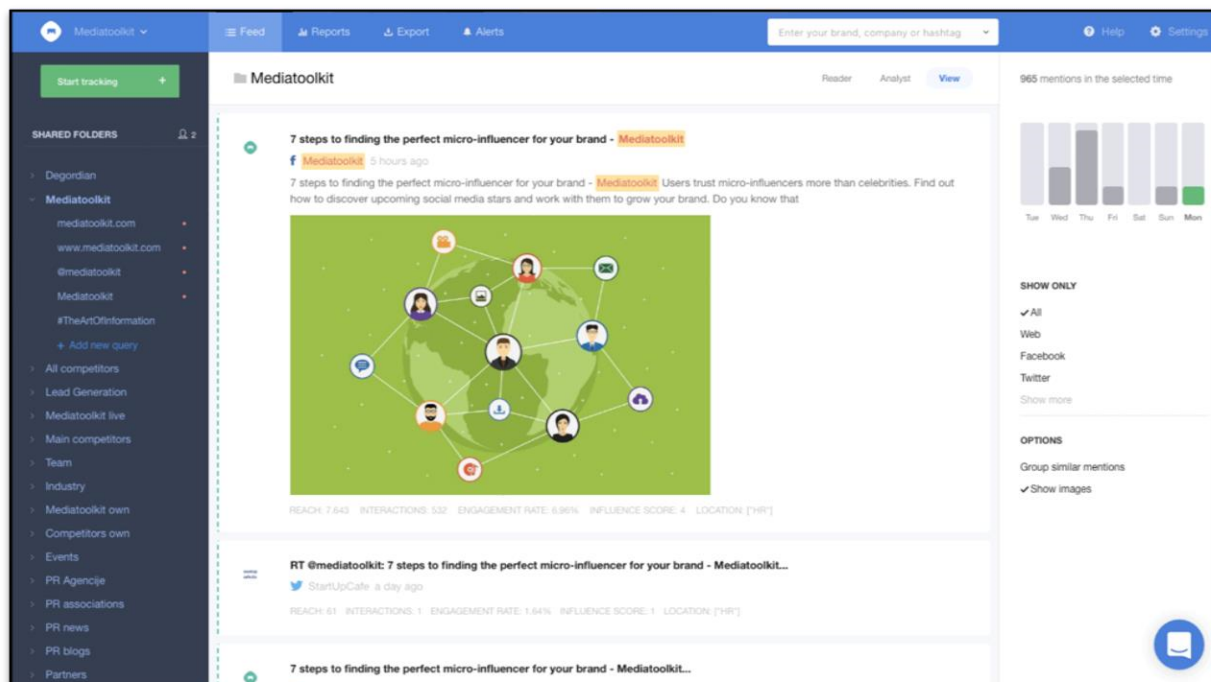 Mediatoolkit
Feed
Reports
Export
Alerts
Enter your brand, company or hashtag
Help
Settings
Start tracking +
SHARED FOLDERS 2
Degordian
Mediatoolkit
mediatoolkit.com
www.mediatoolkit.com
@mediatoolkit
Mediatoolkit
#TheArtOfInformation
+ Add new query
All competitors
Lead Generation
Mediatoolkit live
Main competitors
Team
Industry
Mediatoolkit own
Competitors own
Events
PR Agencije
PR associations
PR news
PR blogs
Partners
Mediatoolkit
Reader Analyst View
7 steps to finding the perfect micro-influencer for your brand - Mediatoolkit
f Mediatoolkit 5 hours ago
7 steps to finding the perfect micro-influencer for your brand - Mediatoolkit Users trust micro-influencers more than celebrities. Find out
how to discover upcoming social media stars and work with them to grow your brand. Do you know that
REACH: 7.643 INTERACTIONS: 532 ENGAGEMENT RATE: 6.96% INFLUENCE SCORE: 4 LOCATION: ["HR"]
RT @mediatoolkit: 7 steps to finding the perfect micro-influencer for your brand - Mediatoolkit...
StartUpCafe a day ago
REACH: 61 INTERACTIONS: 1 ENGAGEMENT RATE: 1.64% INFLUENCE SCORE: 1 LOCATION: ["HR"]
7 steps to finding the perfect micro-influencer for your brand - Mediatoolkit...
965 mentions in the selected time
Tue Wed Thu Fri Sat Sun Mon
SHOW ONLY
All
Web
Facebook
Twitter
Show more
OPTIONS
Group similar mentions
Show images